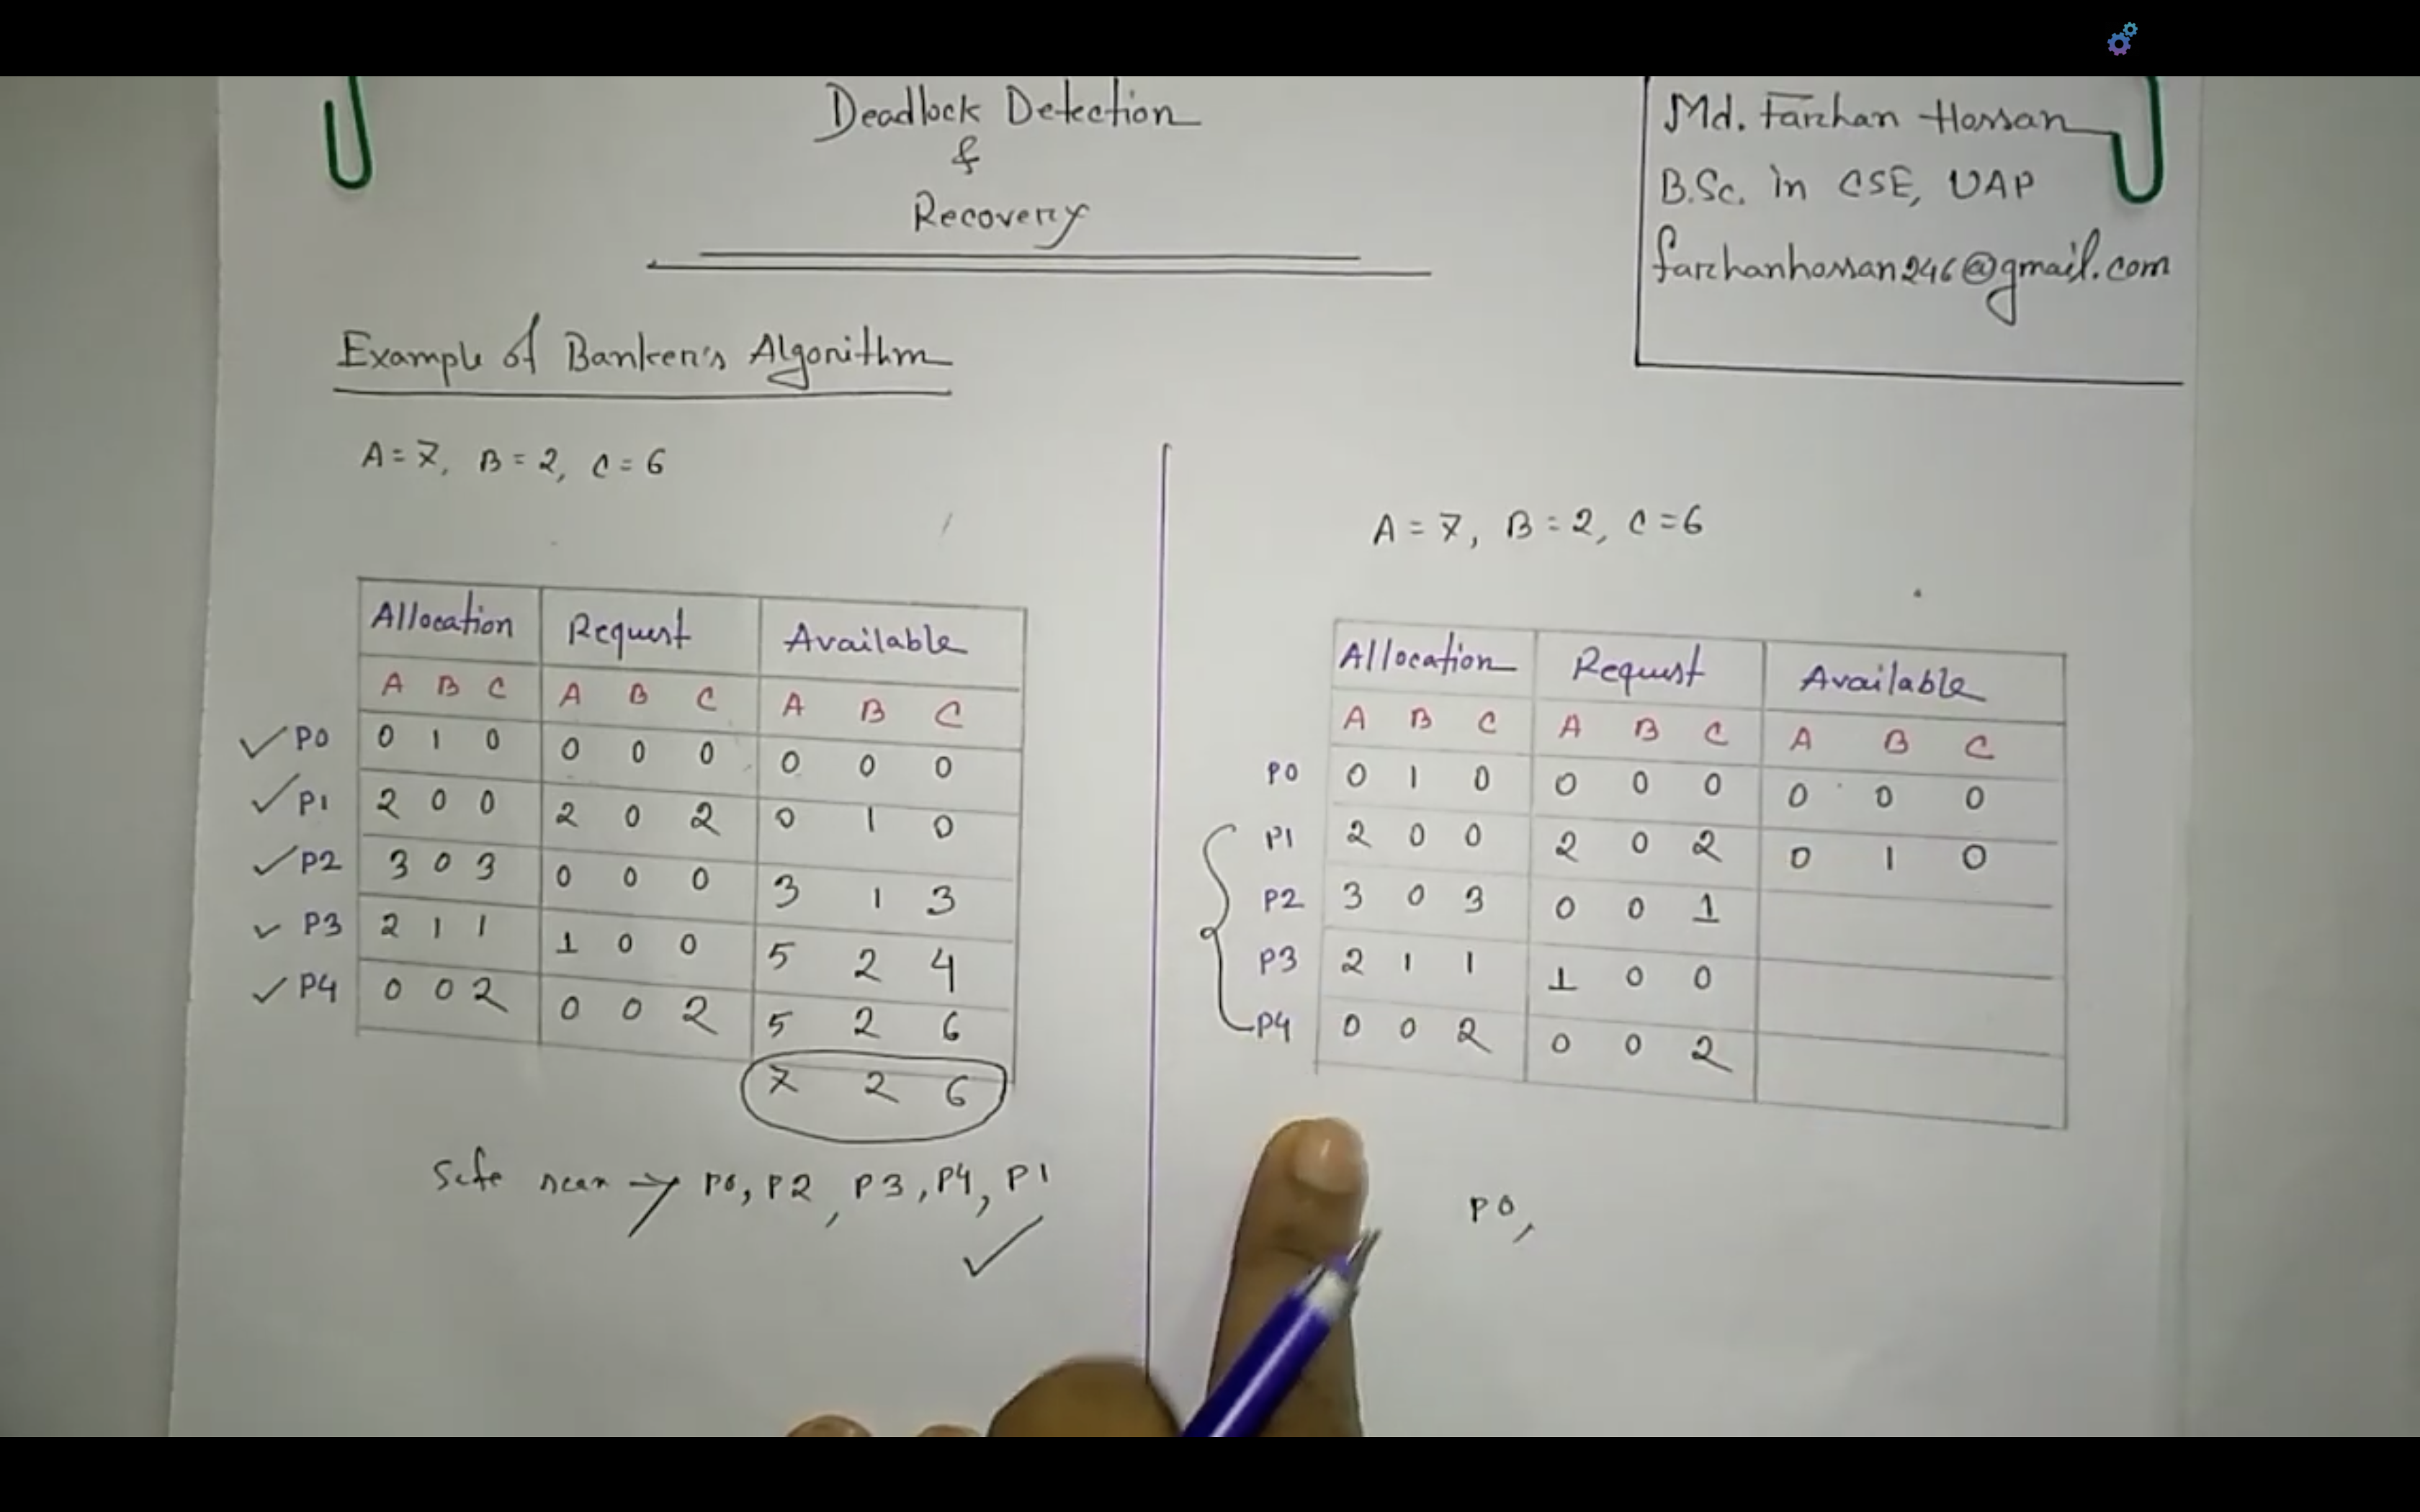 Deadlock Detection
&
Recovery
Md. Farhan Hossan
B.Sc. in CSE, UAP
farhanhossan246@gmail.com
Example of Banker's Algorithm
A = 7, B = 2, C = 6
Allocation Request Available
A B C A B C A B C
P0 0 1 0 0 0 0 0 0 0
P1 2 0 0 2 0 2 0 1 0
P2 3 0 3 0 0 0 3 1 3
P3 2 1 1 1 0 0 5 2 4
P4 0 0 2 0 0 2 5 2 6
7 2 6
Safe → P0, P2, P3, P4, P1
A = 7, B = 2, C = 6
Allocation Request Available
A B C A B C A B C
P0 0 1 0 0 0 0 0 0 0
P1 2 0 0 2 0 2 0 1 0
P2 3 0 3 0 0 1
P3 2 1 1 1 0 0
P4 0 0 2 0 0 2
P0,